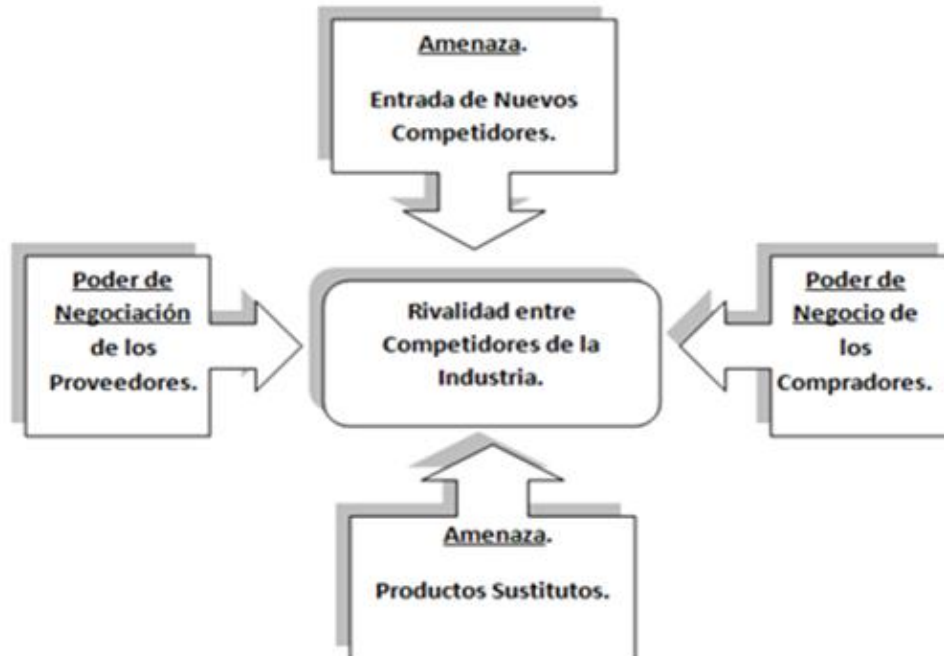 Amenaza.
Entrada de Nuevos
Competidores.
Poder de
Negociación
de los
Proveedores.
Rivalidad entre
Competidores de la
Industria.
Poder de
Negocio de
los
Compradores.
Amenaza.
Productos Sustitutos.